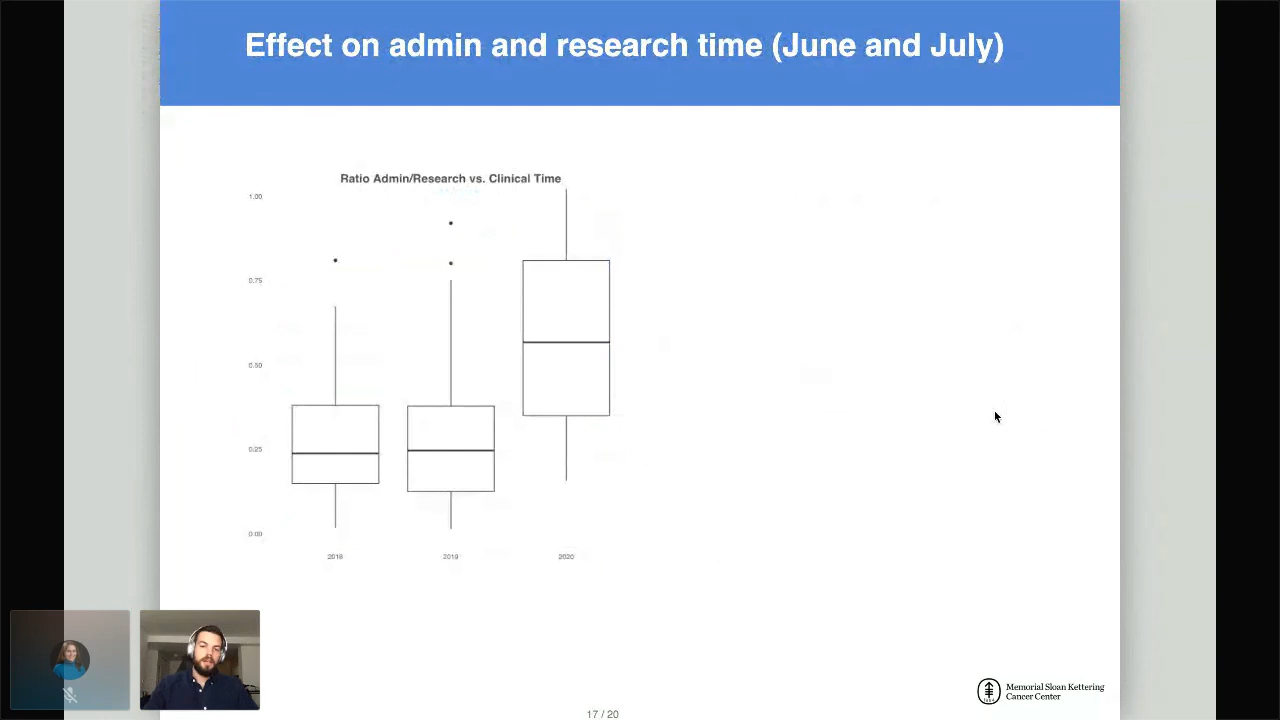 Effect on admin and research time (June and July)
Ratio Admin/Research vs. Clinical Time
1.00
0.75
0.50
0.25
0.00
2018 2019 2020
Memorial Sloan Kettering
Cancer Center
17 / 20